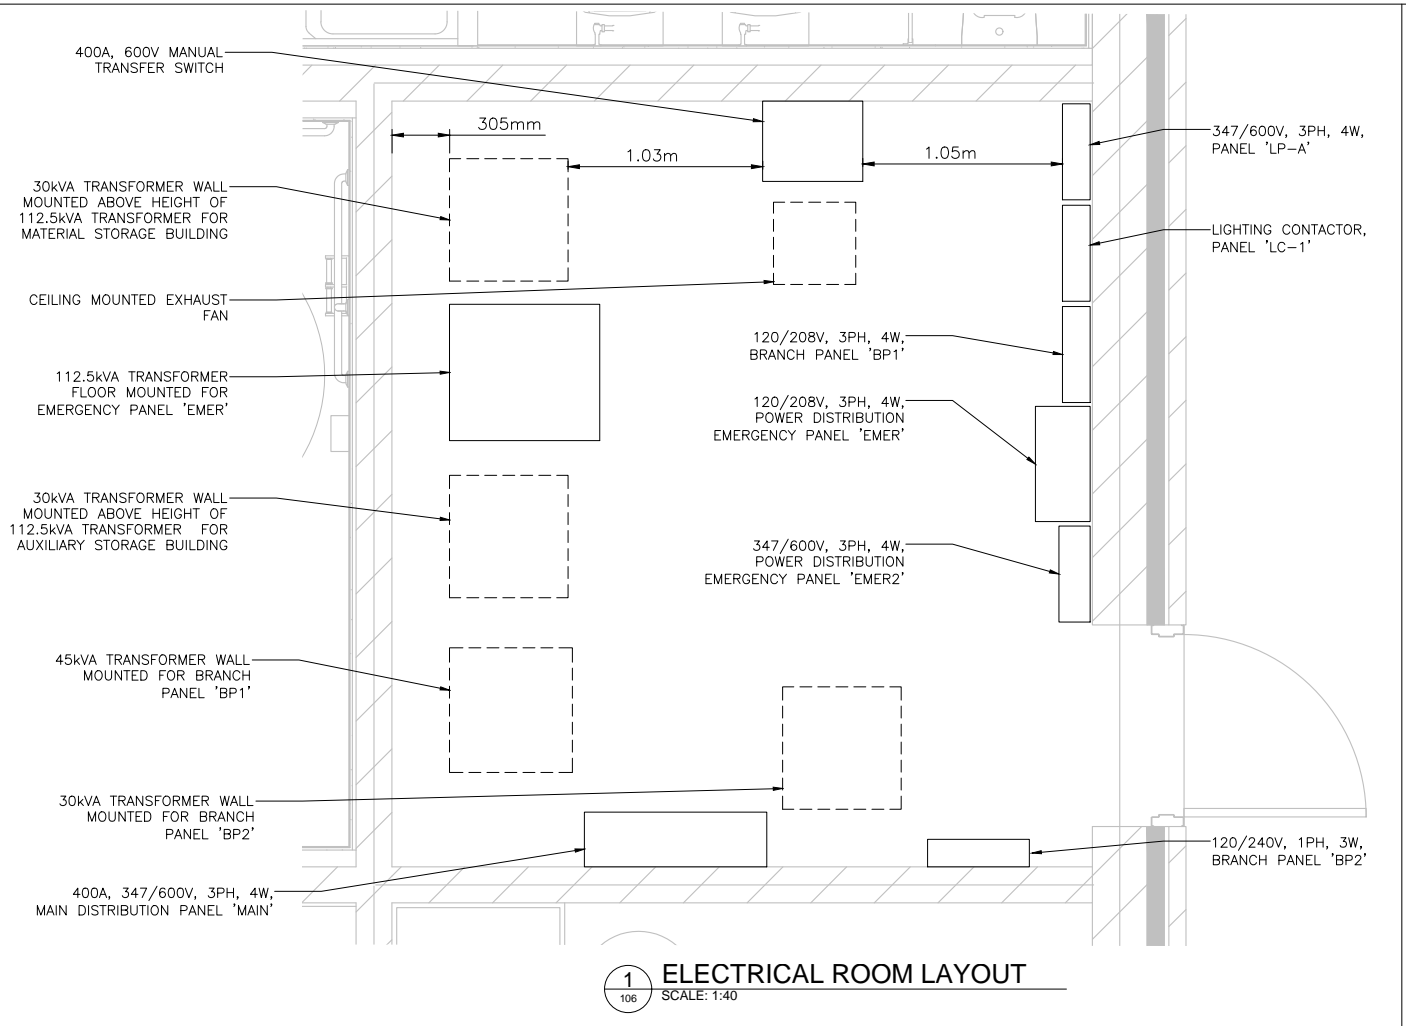 400A, 600V MANUAL
TRANSFER SWITCH
305mm
1.03m
1.05m
347/600V, 3PH, 4W,
PANEL 'LP-A'
30kVA TRANSFORMER WALL
MOUNTED ABOVE HEIGHT OF
112.5kVA TRANSFORMER FOR
MATERIAL STORAGE BUILDING
LIGHTING CONTACTOR,
PANEL 'LC-1'
CEILING MOUNTED EXHAUST
FAN
120/208V, 3PH, 4W,
BRANCH PANEL 'BP1'
112.5kVA TRANSFORMER
FLOOR MOUNTED FOR
EMERGENCY PANEL 'EMER'
120/208V, 3PH, 4W,
POWER DISTRIBUTION
EMERGENCY PANEL 'EMER'
30kVA TRANSFORMER WALL
MOUNTED ABOVE HEIGHT OF
112.5kVA TRANSFORMER FOR
AUXILIARY STORAGE BUILDING
347/600V, 3PH, 4W,
POWER DISTRIBUTION
EMERGENCY PANEL 'EMER2'
45kVA TRANSFORMER WALL
MOUNTED FOR BRANCH
PANEL 'BP1'
30kVA TRANSFORMER WALL
MOUNTED FOR BRANCH
PANEL 'BP2'
120/240V, 1PH, 3W,
BRANCH PANEL 'BP2'
400A, 347/600V, 3PH, 4W,
MAIN DISTRIBUTION PANEL 'MAIN'
1
106
ELECTRICAL ROOM LAYOUT
SCALE: 1:40